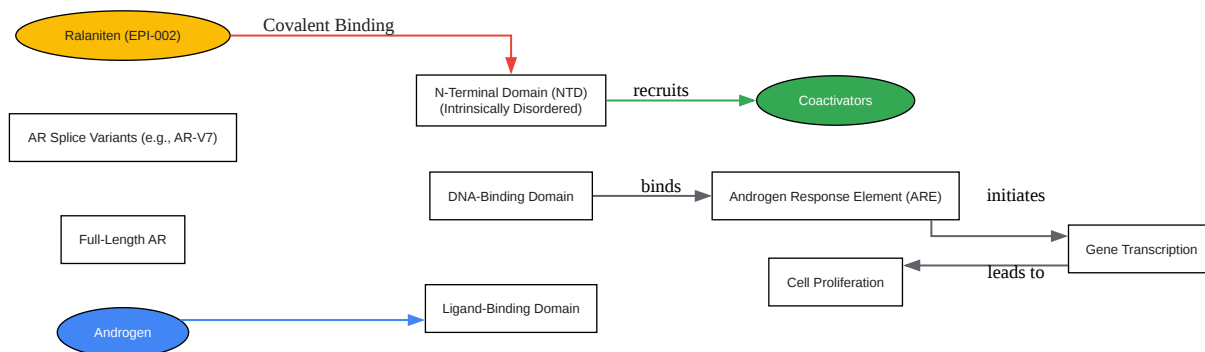 Ralaniten (EPI-002)
Covalent Binding
N-Terminal Domain (NTD)
(Intrinsically Disordered)
recruits
Coactivators
AR Splice Variants (e.g., AR-V7)
DNA-Binding Domain
binds
Androgen Response Element (ARE)
initiates
Full-Length AR
Gene Transcription
leads to
Cell Proliferation
Ligand-Binding Domain
Androgen